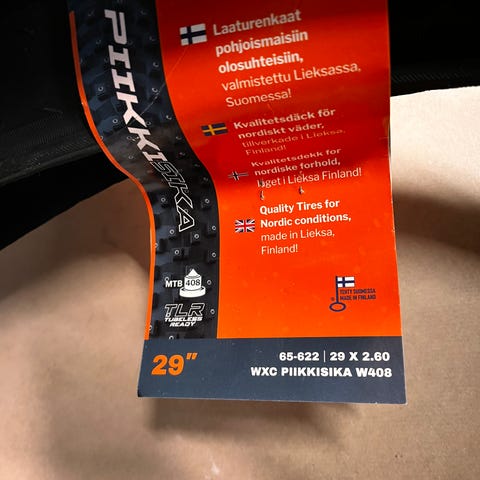 PIIKKISIKA
Laaturenkaat
pohjoismaisiin
olosuhteisiin,
valmistettu Lieksassa,
Suomessa!
Kvalitetsdäck för
nordiskt väder,
tillverkade i Lieksa,
Finland!
Kvalitetsdekk for
nordiske forhold,
laget i Lieksa Finland!
Quality Tires for
Nordic conditions,
made in Lieksa,
Finland!
MTB 408
TLR
TUBELESS
READY
TEHTY SUOMESSA
MADE IN FINLAND
29"
65-622 | 29 X 2.60
WXC PIIKKISIKA W408